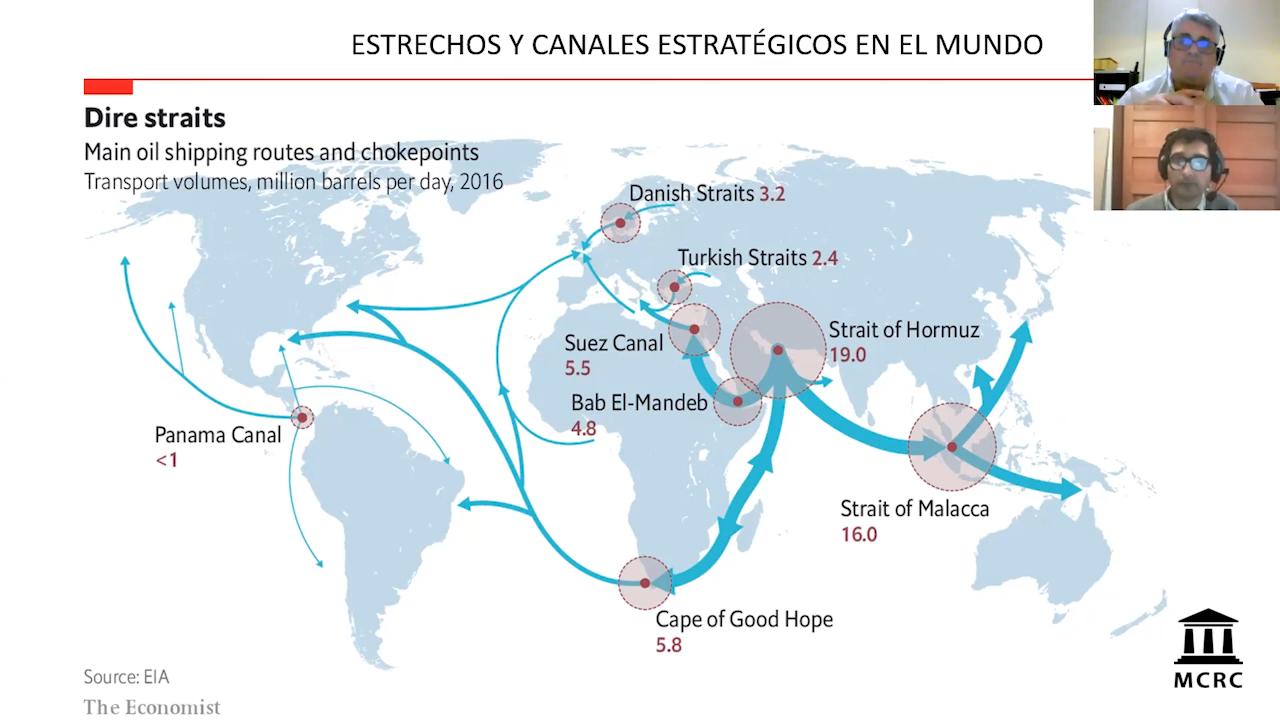 ESTRECHOS Y CANALES ESTRATÉGICOS EN EL MUNDO
Dire straits
Main oil shipping routes and chokepoints
Transport volumes, million barrels per day, 2016
Danish Straits 3.2
Turkish Straits 2.4
Strait of Hormuz
19.0
Suez Canal
5.5
Bab El-Mandeb
4.8
Panama Canal
<1
Strait of Malacca
16.0
Cape of Good Hope
5.8
Source: EIA
The Economist
MCRC